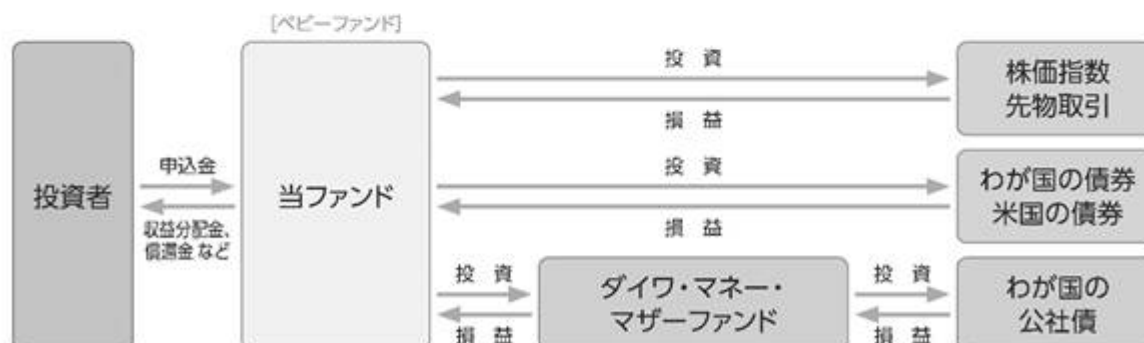 [ベビーファンド]
投資者
申込金
収益分配金、
償還金 など
当ファンド
投 資
損 益
株価指数
先物取引
投 資
損 益
わが国の債券
米国の債券
投 資
損 益
ダイワ・マネー・
マザーファンド
投 資
損 益
わが国の
公社債